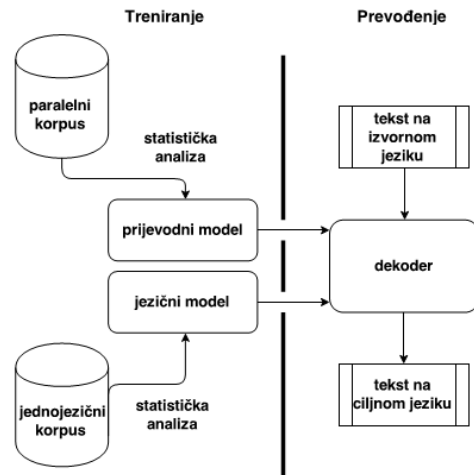 Treniranje
Prevođenje
paralelni
korpus
statistička
analiza
tekst na
izvornom
jeziku
prijevodni model
dekoder
jezični model
jednojezični
korpus
statistička
analiza
tekst na
ciljnom jeziku